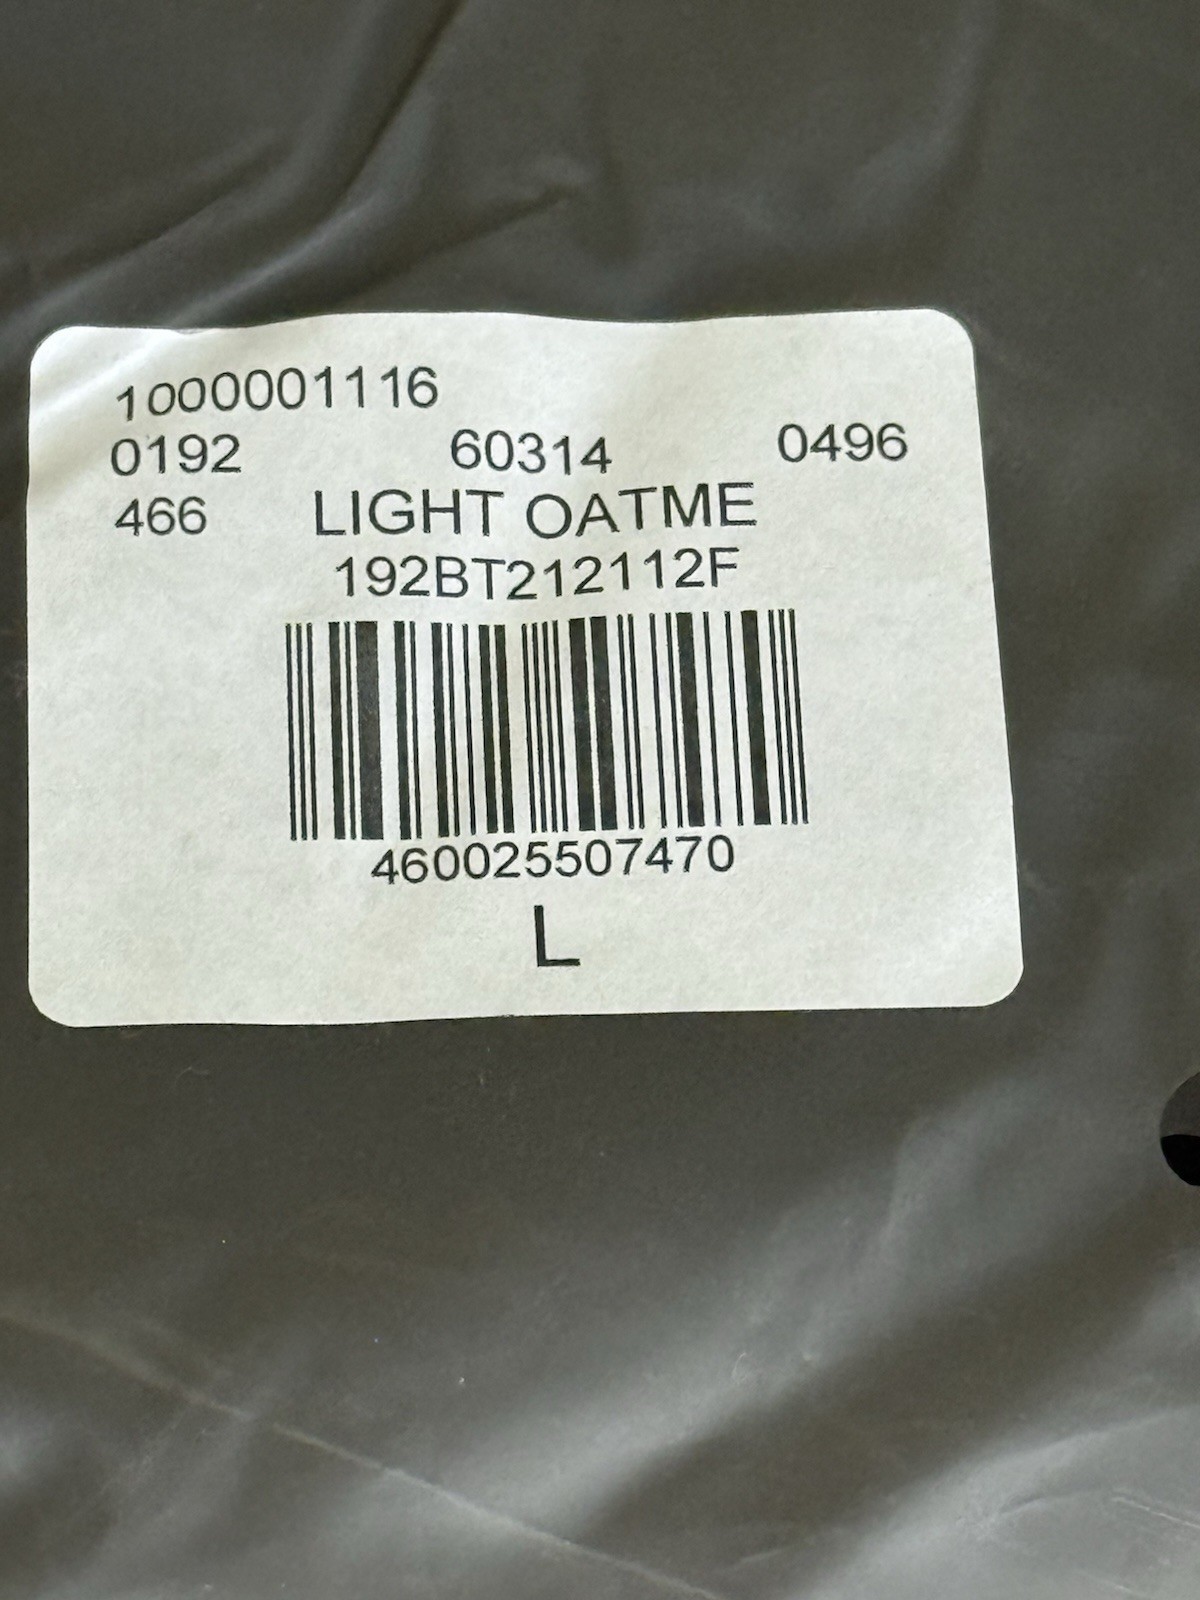 1000001116
0192 60314 0496
466 LIGHT OATME
192BT212112F
460025507470
L